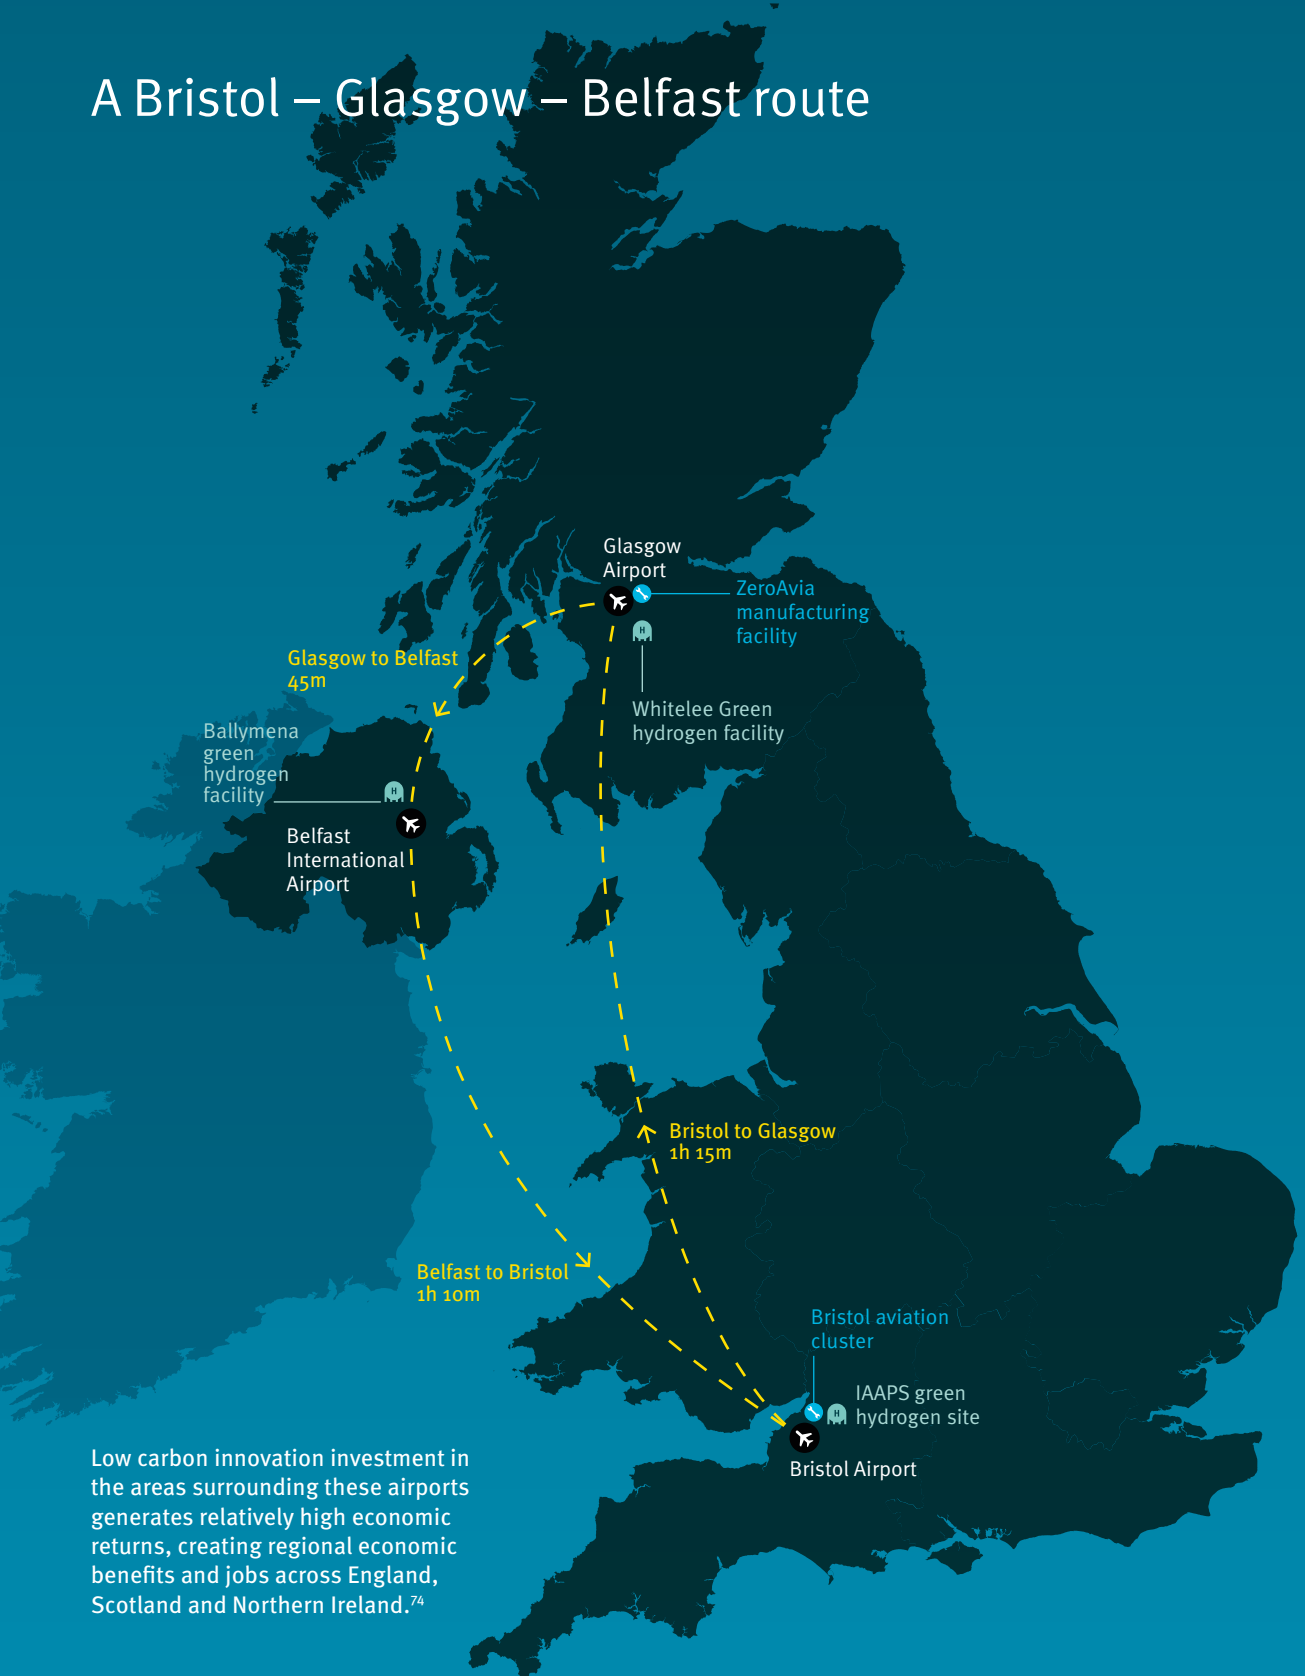 A Bristol – Glasgow – Belfast route
Glasgow
Airport
ZeroAvia
manufacturing
facility
H
Glasgow to Belfast
45m
Whitelee Green
hydrogen facility
Ballymena
green
hydrogen
facility
H
Belfast
International
Airport
Bristol to Glasgow
1h 15m
Belfast to Bristol
1h 10m
Bristol aviation
cluster
H
IAAPS green
hydrogen site
Bristol Airport
Low carbon innovation investment in
the areas surrounding these airports
generates relatively high economic
returns, creating regional economic
benefits and jobs across England,
Scotland and Northern Ireland.74